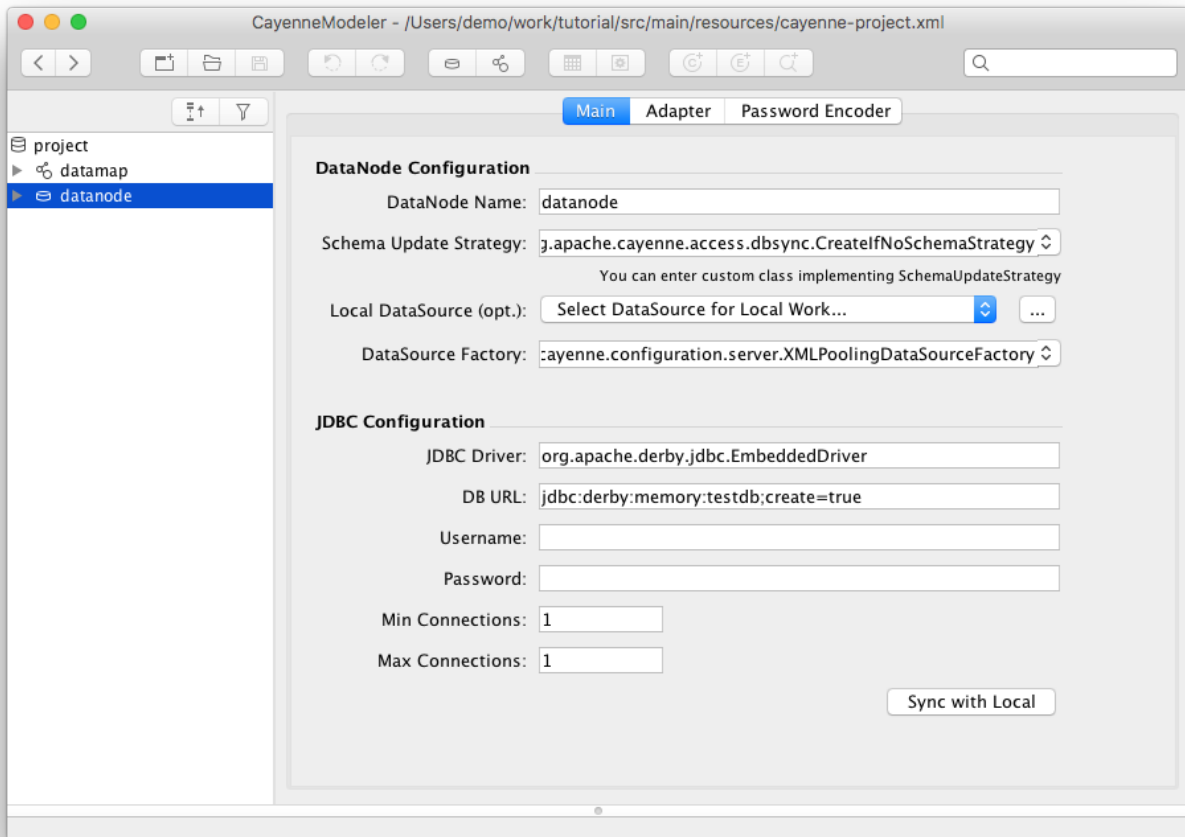 CayenneModeler - /Users/demo/work/tutorial/src/main/resources/cayenne-project.xml
Main Adapter Password Encoder
project
datamap
datanode
DataNode Configuration
DataNode Name: datanode
Schema Update Strategy: g.apache.cayenne.access.dbsync.CreateIfNoSchemaStrategy
You can enter custom class implementing SchemaUpdateStrategy
Local DataSource (opt.): Select DataSource for Local Work... ...
DataSource Factory: cayenne.configuration.server.XMLPoolingDataSourceFactory
JDBC Configuration
JDBC Driver: org.apache.derby.jdbc.EmbeddedDriver
DB URL: jdbc:derby:memory:testdb;create=true
Username:
Password:
Min Connections: 1
Max Connections: 1
Sync with Local